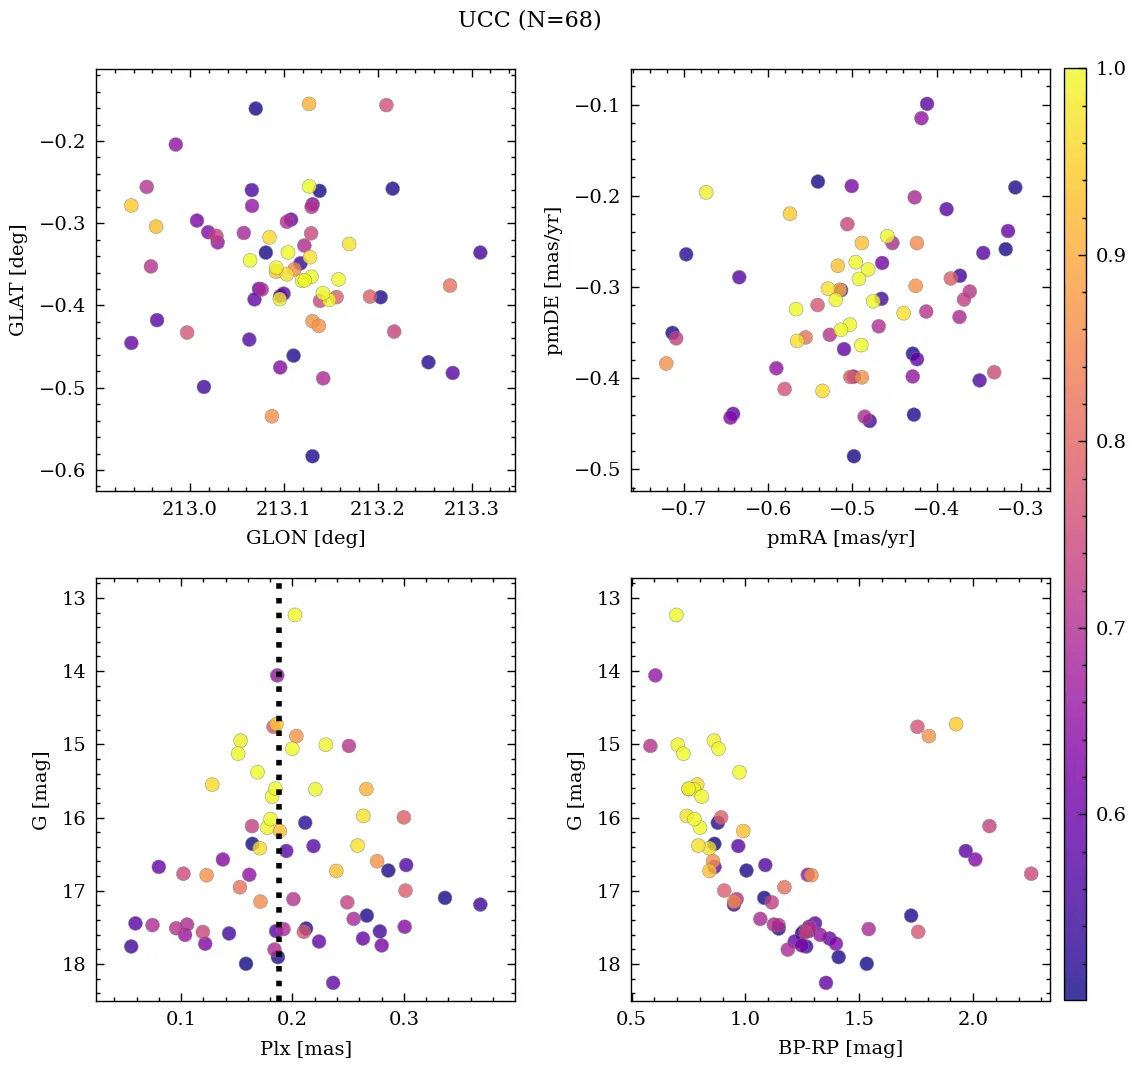 UCC (N=68)
−0.2
−0.3
−0.4
−0.5
−0.6
GLAT [deg]
213.0 213.1 213.2 213.3
GLON [deg]
−0.1
−0.2
−0.3
−0.4
−0.5
pmDE [mas/yr]
−0.7 −0.6 −0.5 −0.4 −0.3
pmRA [mas/yr]
1.0
0.9
0.8
0.7
0.6
13
14
15
16
17
18
G [mag]
0.1 0.2 0.3
Plx [mas]
13
14
15
16
17
18
G [mag]
0.5 1.0 1.5 2.0
BP-RP [mag]